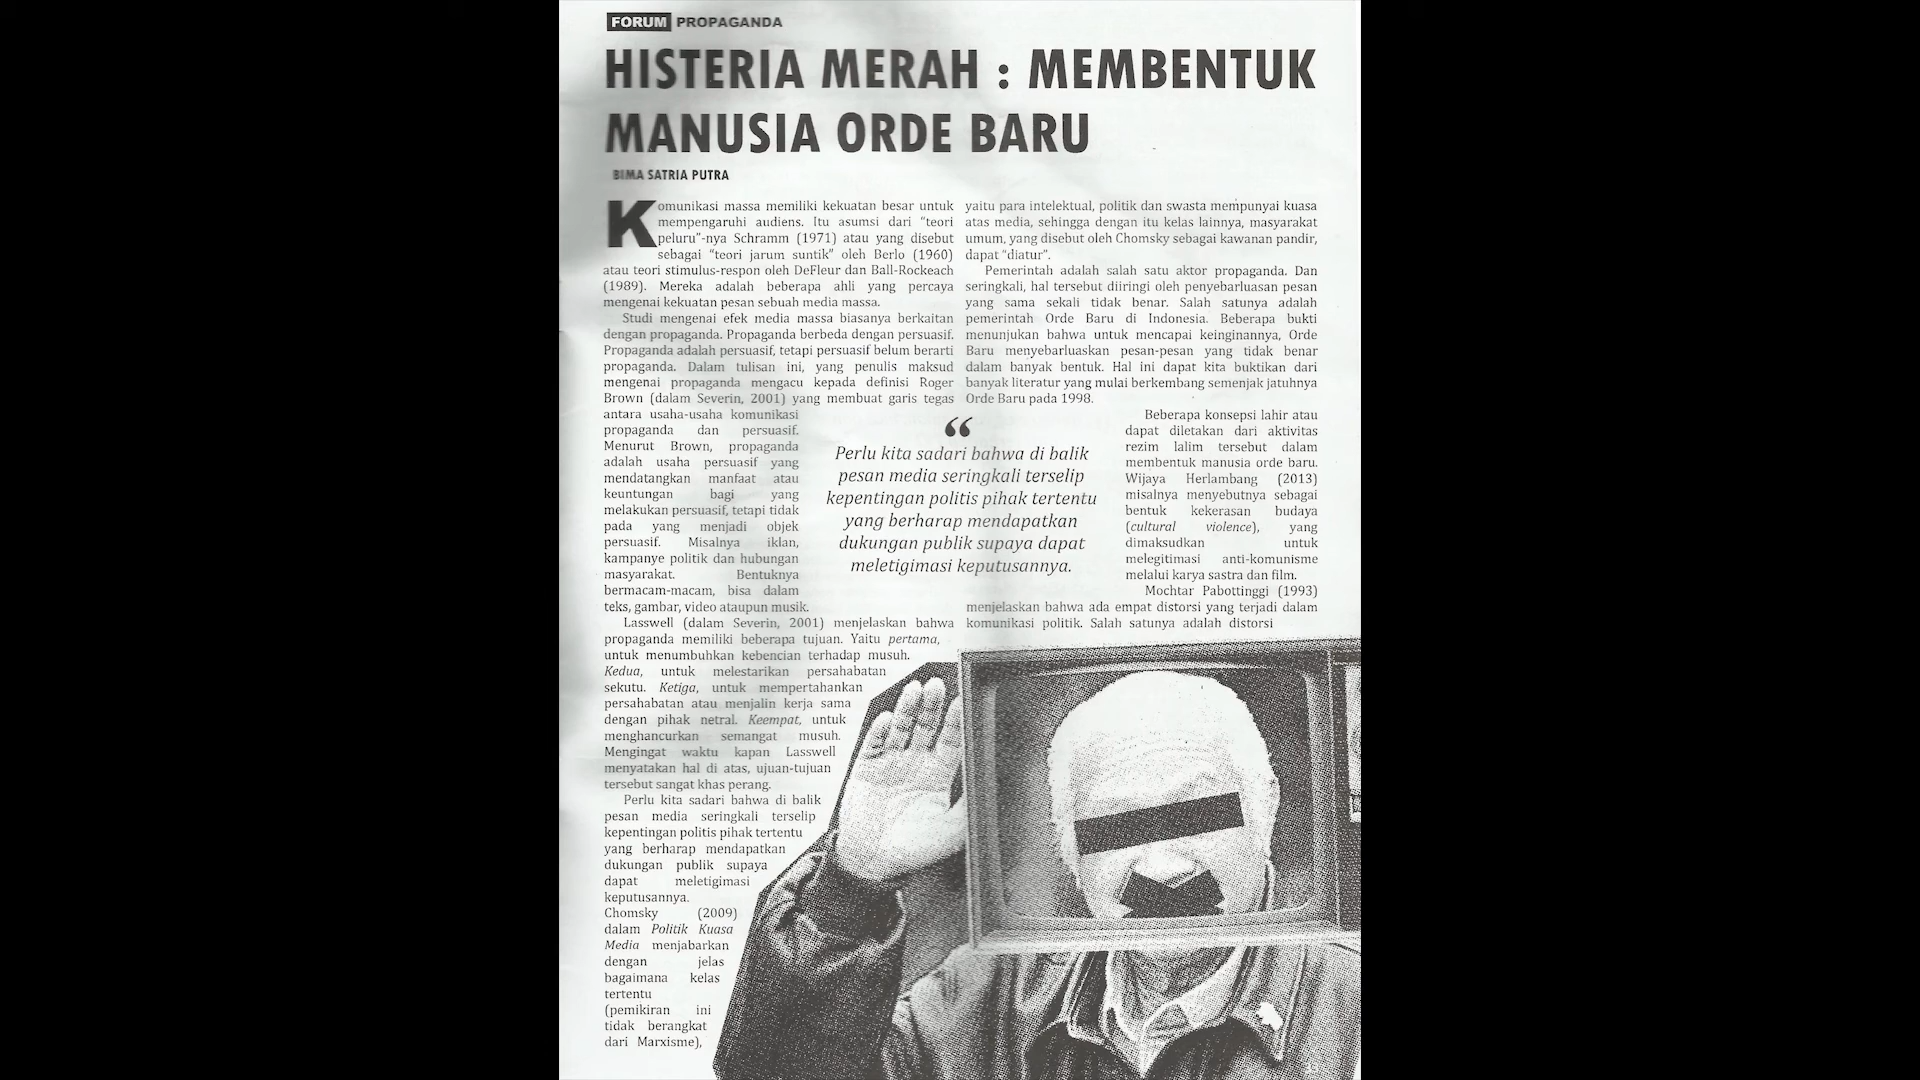 FORUM PROPAGANDA
HISTERIA MERAH : MEMBENTUK
MANUSIA ORDE BARU
BIMA SATRIA PUTRA
Komunikasi massa memiliki kekuatan besar untuk
mempengaruhi audiens. Itu asumsi dari “teori
peluru”-nya Schramm (1971) atau yang disebut
sebagai “teori jarum suntik” oleh Berlo (1960)
atau teori stimulus-respon oleh DeFleur dan Ball-Rockeach
(1989). Mereka adalah beberapa ahli yang percaya
mengenai kekuatan pesan sebuah media massa.
Studi mengenai efek media massa biasanya berkaitan
dengan propaganda. Propaganda berbeda dengan persuasif.
Propaganda adalah persuasif, tetapi persuasif belum berarti
propaganda. Dalam tulisan ini, yang penulis maksud
mengenai propaganda mengacu kepada definisi Roger
Brown (dalam Severin, 2001) yang membuat garis tegas
antara usaha-usaha komunikasi
propaganda dan persuasif.
Menurut Brown, propaganda
adalah usaha persuasif yang
mendatangkan manfaat atau
keuntungan bagi yang
melakukan persuasif, tetapi tidak
pada yang menjadi objek
persuasif. Misalnya iklan,
kampanye politik dan hubungan
masyarakat. Bentuknya
bermacam-macam, bisa dalam
teks, gambar, video ataupun musik.
Lasswell (dalam Severin, 2001) menjelaskan bahwa
propaganda memiliki beberapa tujuan. Yaitu pertama,
untuk menumbuhkan kebencian terhadap musuh.
Kedua, untuk melestarikan persahabatan
sekutu. Ketiga, untuk mempertahankan
persahabatan atau menjalin kerja sama
dengan pihak netral. Keempat, untuk
menghancurkan semangat musuh.
Mengingat waktu kapan Lasswell
menyatakan hal di atas, ujuan-tujuan
tersebut sangat khas perang.
Perlu kita sadari bahwa di balik
pesan media seringkali terselip
kepentingan politis pihak tertentu
yang berharap mendapatkan
dukungan publik supaya
dapat meletigimasi
keputusannya.
Chomsky (2009)
dalam Politik Kuasa
Media menjabarkan
dengan jelas
bagaimana kelas
tertentu
(pemikiran ini
tidak berangkat
dari Marxisme),
“
Perlu kita sadari bahwa di balik
pesan media seringkali terselip
kepentingan politis pihak tertentu
yang berharap mendapatkan
dukungan publik supaya dapat
meletigimasi keputusannya.
yaitu para intelektual, politik dan swasta mempunyai kuasa
atas media, sehingga dengan itu kelas lainnya, masyarakat
umum, yang disebut oleh Chomsky sebagai kawanan pandir,
dapat “diatur”.
Pemerintah adalah salah satu aktor propaganda. Dan
seringkali, hal tersebut diiringi oleh penyebarluasan pesan
yang sama sekali tidak benar. Salah satunya adalah
pemerintah Orde Baru di Indonesia. Beberapa bukti
menunjukan bahwa untuk mencapai keinginannya, Orde
Baru menyebarluaskan pesan-pesan yang tidak benar
dalam banyak bentuk. Hal ini dapat kita buktikan dari
banyak literatur yang mulai berkembang semenjak jatuhnya
Orde Baru pada 1998.
Beberapa konsepsi lahir atau
dapat diletakan dari aktivitas
rezim lalim tersebut dalam
membentuk manusia orde baru.
Wijaya Herlambang (2013)
misalnya menyebutnya sebagai
bentuk kekerasan budaya
(cultural violence), yang
dimaksudkan untuk
melegitimasi anti-komunisme
melalui karya sastra dan film.
Mochtar Pabottinggi (1993)
menjelaskan bahwa ada empat distorsi yang terjadi dalam
komunikasi politik. Salah satunya adalah distorsi